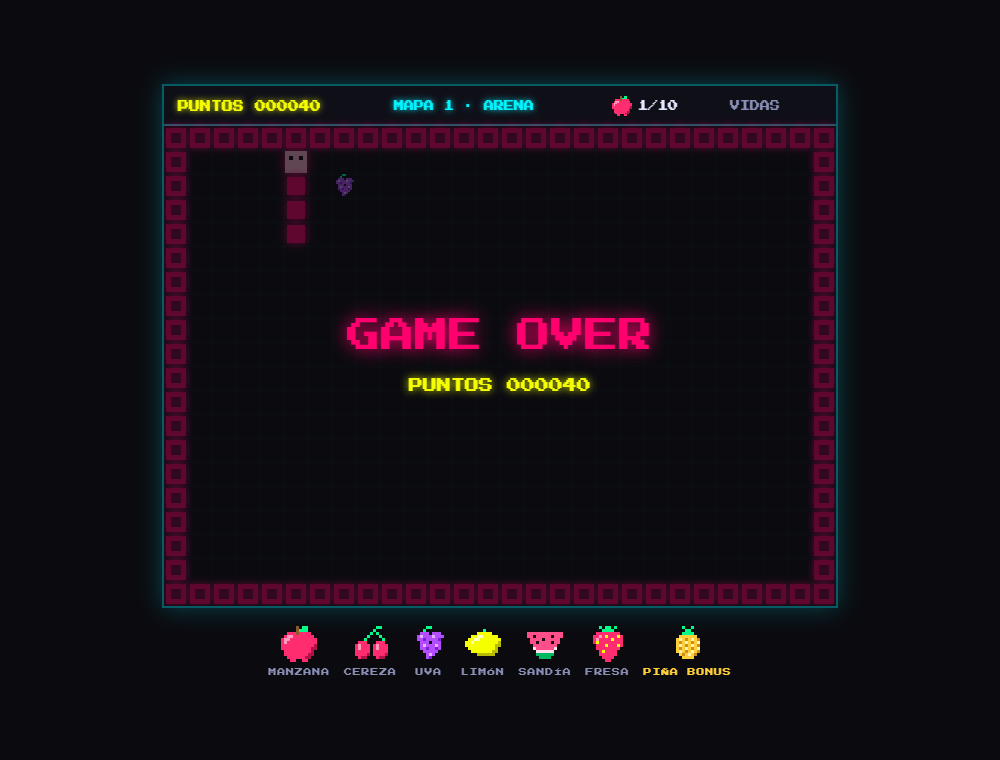 PUNTOS 000040
MAPA 1 · ARENA
1/10
VIDAS
GAME OVER
PUNTOS 000040
MANZANA
CEREZA
UVA
LIMÓN
SANDÍA
FRESA
PIÑA BONUS